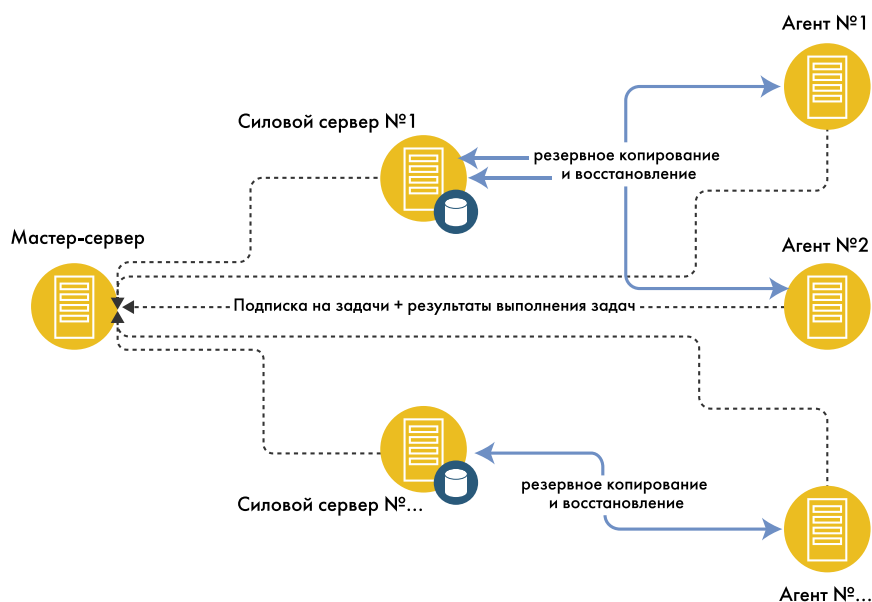 Агент №1
Силовой сервер №1
резервное копирование
и восстановление
Мастер-сервер
Агент №2
Подписка на задачи + результаты выполнения задач
резервное копирование
и восстановление
Силовой сервер №...
Агент №...